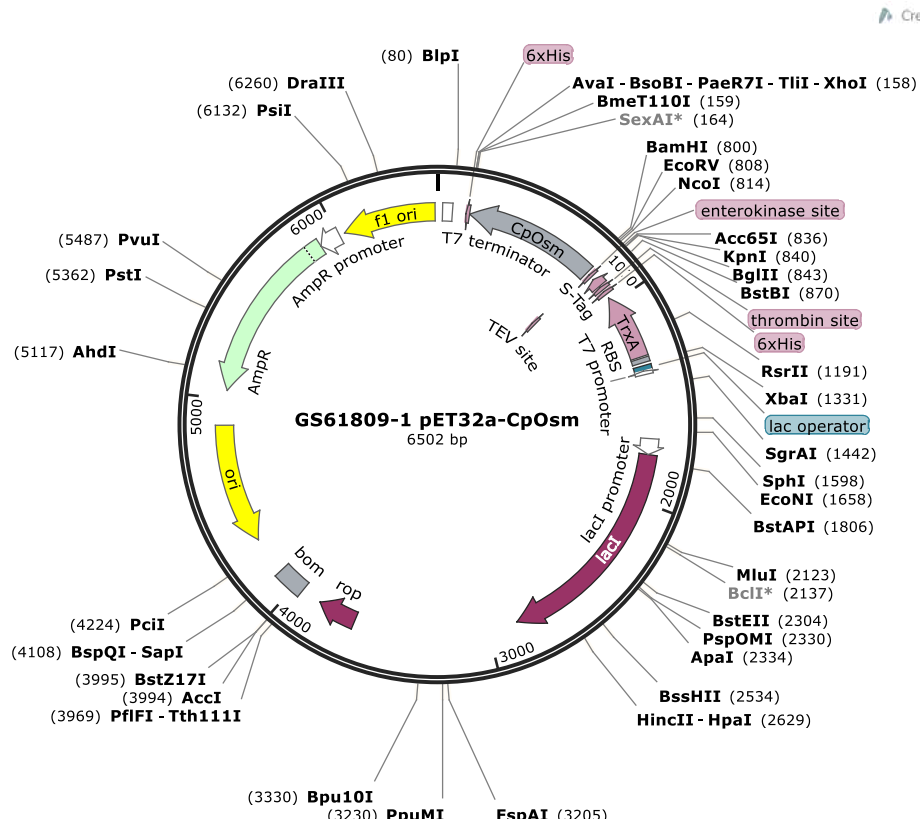 Cre
(80) BlpI
6xHis
(6260) DraIII
(6132) PsiI
AvaI - BsoBI - PaeR7I - TliI - XhoI (158)
BmeT110I (159)
SexAI* (164)
BamHI (800)
EcoRV (808)
NcoI (814)
enterokinase site
Acc65I (836)
KpnI (840)
BglII (843)
BstBI (870)
thrombin site
6xHis
RsrII (1191)
XbaI (1331)
lac operator
SgrAI (1442)
SphI (1598)
EcoNI (1658)
BstAPI (1806)
MluI (2123)
BclI* (2137)
BstEII (2304)
PspOMI (2330)
ApaI (2334)
BssHII (2534)
HincII - HpaI (2629)
FspAI (3205)
(3230) PpuMI
(3330) Bpu10I
(3969) PflFI - Tth111I
(3994) AccI
(3995) BstZ17I
(4108) BspQI - SapI
(4224) PciI
(5117) AhdI
(5362) PstI
(5487) PvuI
6000
f1 ori
AmpR promoter
T7 terminator
CpOsm
S-Tag
TEV site
TrxA
RBS
T7 promoter
AmpR
5000
GS61809-1 pET32a-CpOsm
6502 bp
ori
lacI promoter
lacI
2000
bom
rop
4000
3000